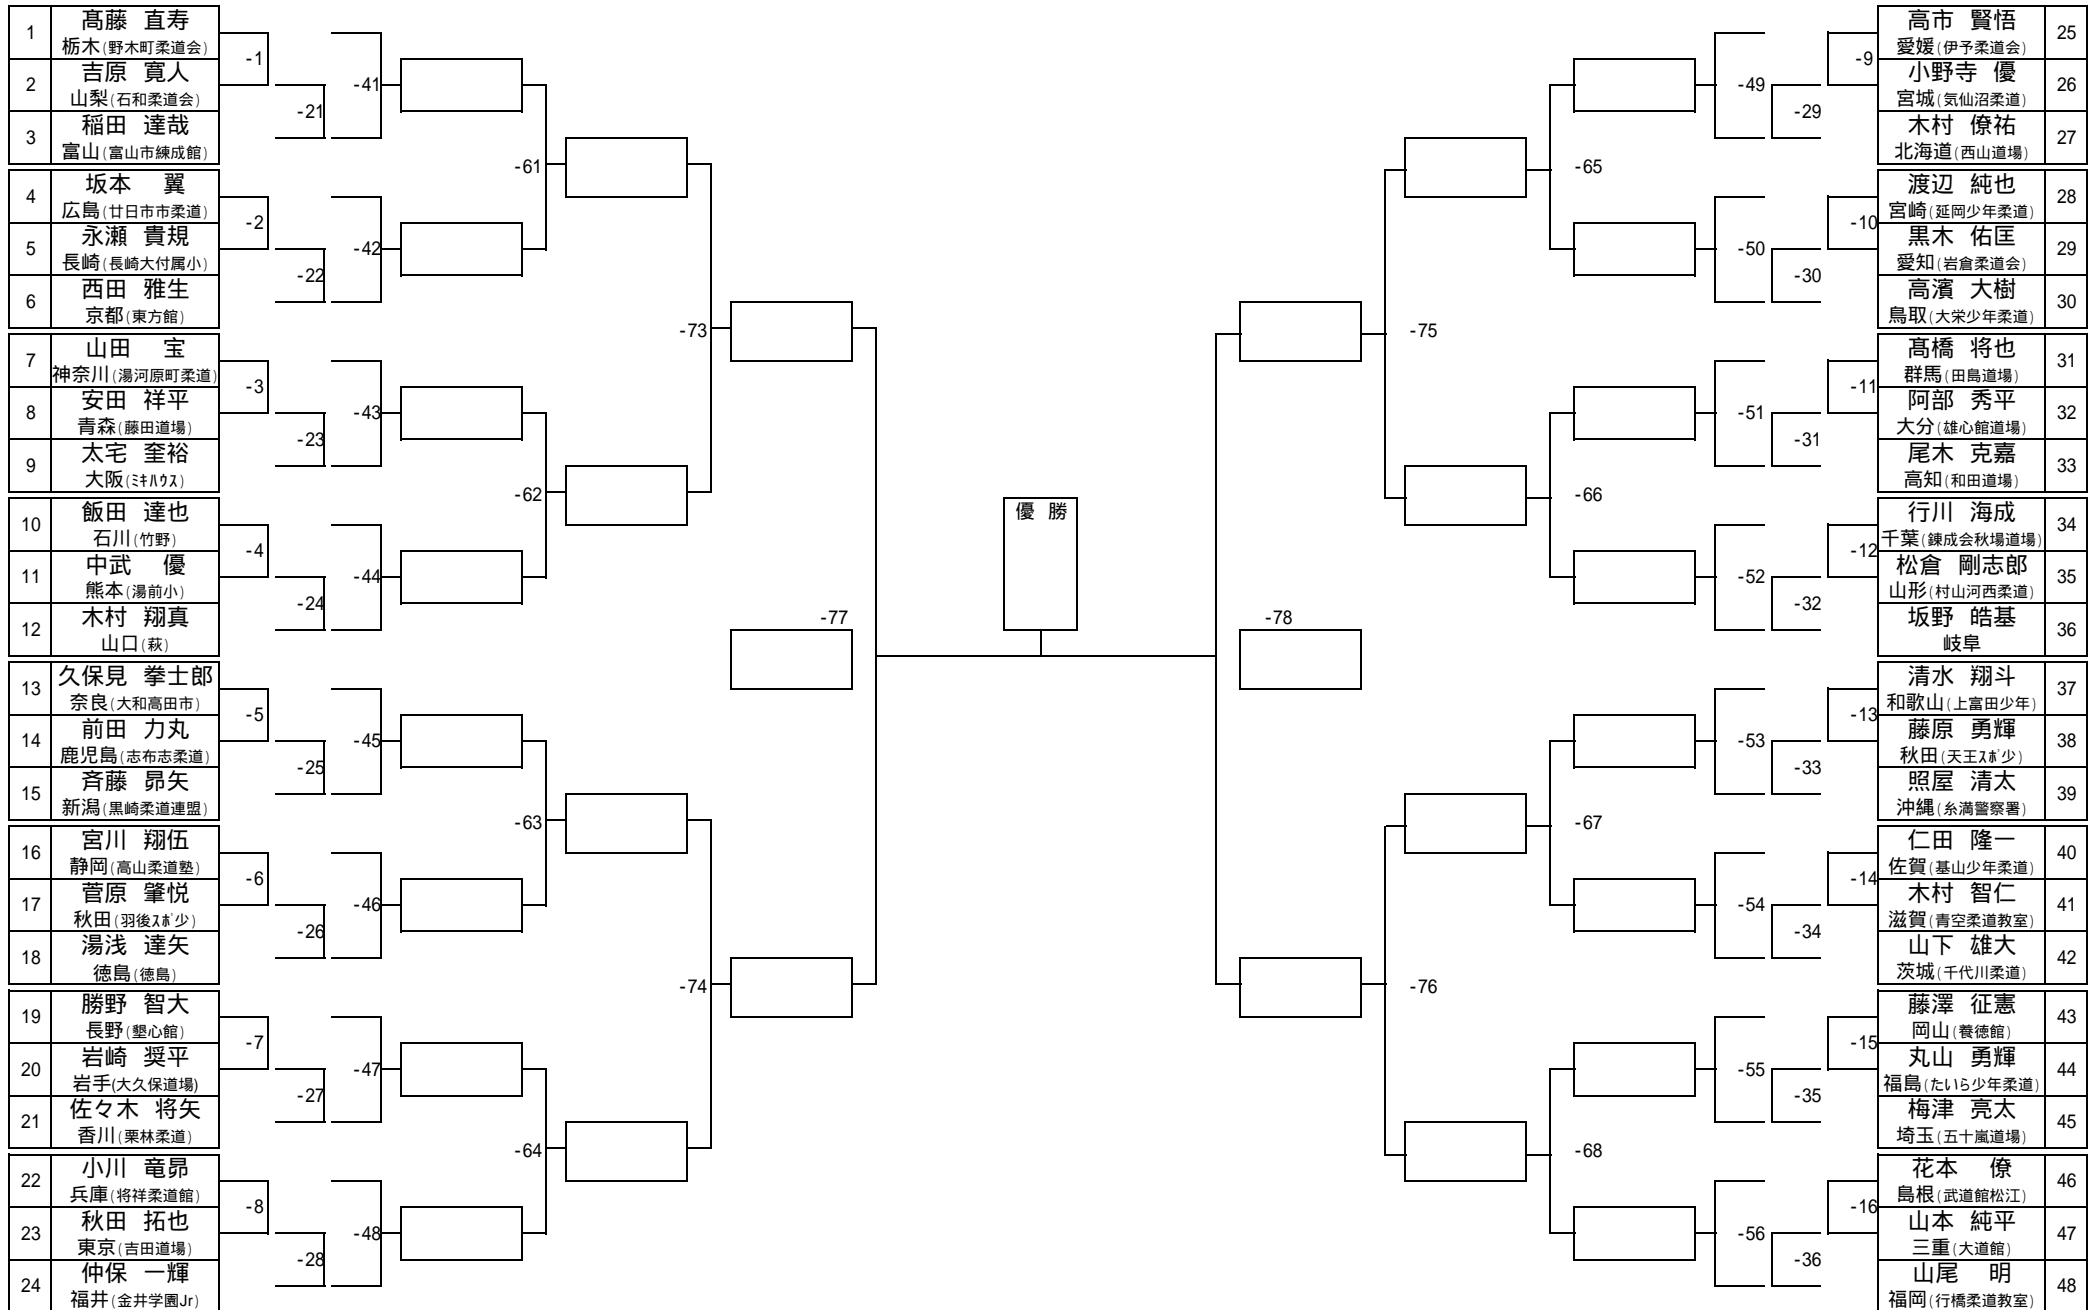 1
髙藤 直寿
栃木(野木町柔道会)
2
吉原 寛人
山梨(石和柔道会)
3
稲田 達哉
富山(富山市練成館)
4
坂本 翼
広島(廿日市市柔道)
5
永瀬 貴規
長崎(長崎大付属小)
6
西田 雅生
京都(東方館)
7
山田 宝
神奈川(湯河原町柔道)
8
安田 祥平
青森(藤田道場)
9
太宅 奎裕
大阪(ﾐｷﾊｳｽ)
10
飯田 達也
石川(竹野)
11
中武 優
熊本(湯前小)
12
木村 翔真
山口(萩)
13
久保見 拳士郎
奈良(大和高田市)
14
前田 力丸
鹿児島(志布志柔道)
15
斉藤 昂矢
新潟(黒崎柔道連盟)
16
宮川 翔伍
静岡(高山柔道塾)
17
菅原 肇悦
秋田(羽後ｽﾎﾟ少)
18
湯浅 達矢
徳島(徳島)
19
勝野 智大
長野(墾心館)
20
岩崎 奨平
岩手(大久保道場)
21
佐々木 将矢
香川(栗林柔道)
22
小川 竜昂
兵庫(将祥柔道館)
23
秋田 拓也
東京(吉田道場)
24
仲保 一輝
福井(金井学園Jr)
-1
-2
-3
-4
-5
-6
-7
-8
-21
-22
-23
-24
-25
-26
-27
-28
-41
-42
-43
-44
-45
-46
-47
-48
-61
-62
-63
-64
-73
-74
-77
優 勝
-78
-75
-76
-65
-66
-67
-68
-49
-50
-51
-52
-53
-54
-55
-56
-29
-30
-31
-32
-33
-34
-35
-36
-9
-10
-11
-12
-13
-14
-15
-16
高市 賢悟
愛媛(伊予柔道会)
25
小野寺 優
宮城(気仙沼柔道)
26
木村 僚祐
北海道(西山道場)
27
渡辺 純也
宮崎(延岡少年柔道)
28
黒木 佑匡
愛知(岩倉柔道会)
29
高濱 大樹
鳥取(大栄少年柔道)
30
髙橋 将也
群馬(田島道場)
31
阿部 秀平
大分(雄心館道場)
32
尾木 克嘉
高知(和田道場)
33
行川 海成
千葉(錬成会秋場道場)
34
松倉 剛志郎
山形(村山河西柔道)
35
坂野 皓基
岐阜
36
清水 翔斗
和歌山(上富田少年)
37
藤原 勇輝
秋田(天王ｽﾎﾟ少)
38
照屋 清太
沖縄(糸満警察署)
39
仁田 隆一
佐賀(基山少年柔道)
40
木村 智仁
滋賀(青空柔道教室)
41
山下 雄大
茨城(千代川柔道)
42
藤澤 征憲
岡山(養徳館)
43
丸山 勇輝
福島(たいら少年柔道)
44
梅津 亮太
埼玉(五十嵐道場)
45
花本 僚
島根(武道館松江)
46
山本 純平
三重(大道館)
47
山尾 明
福岡(行橋柔道教室)
48